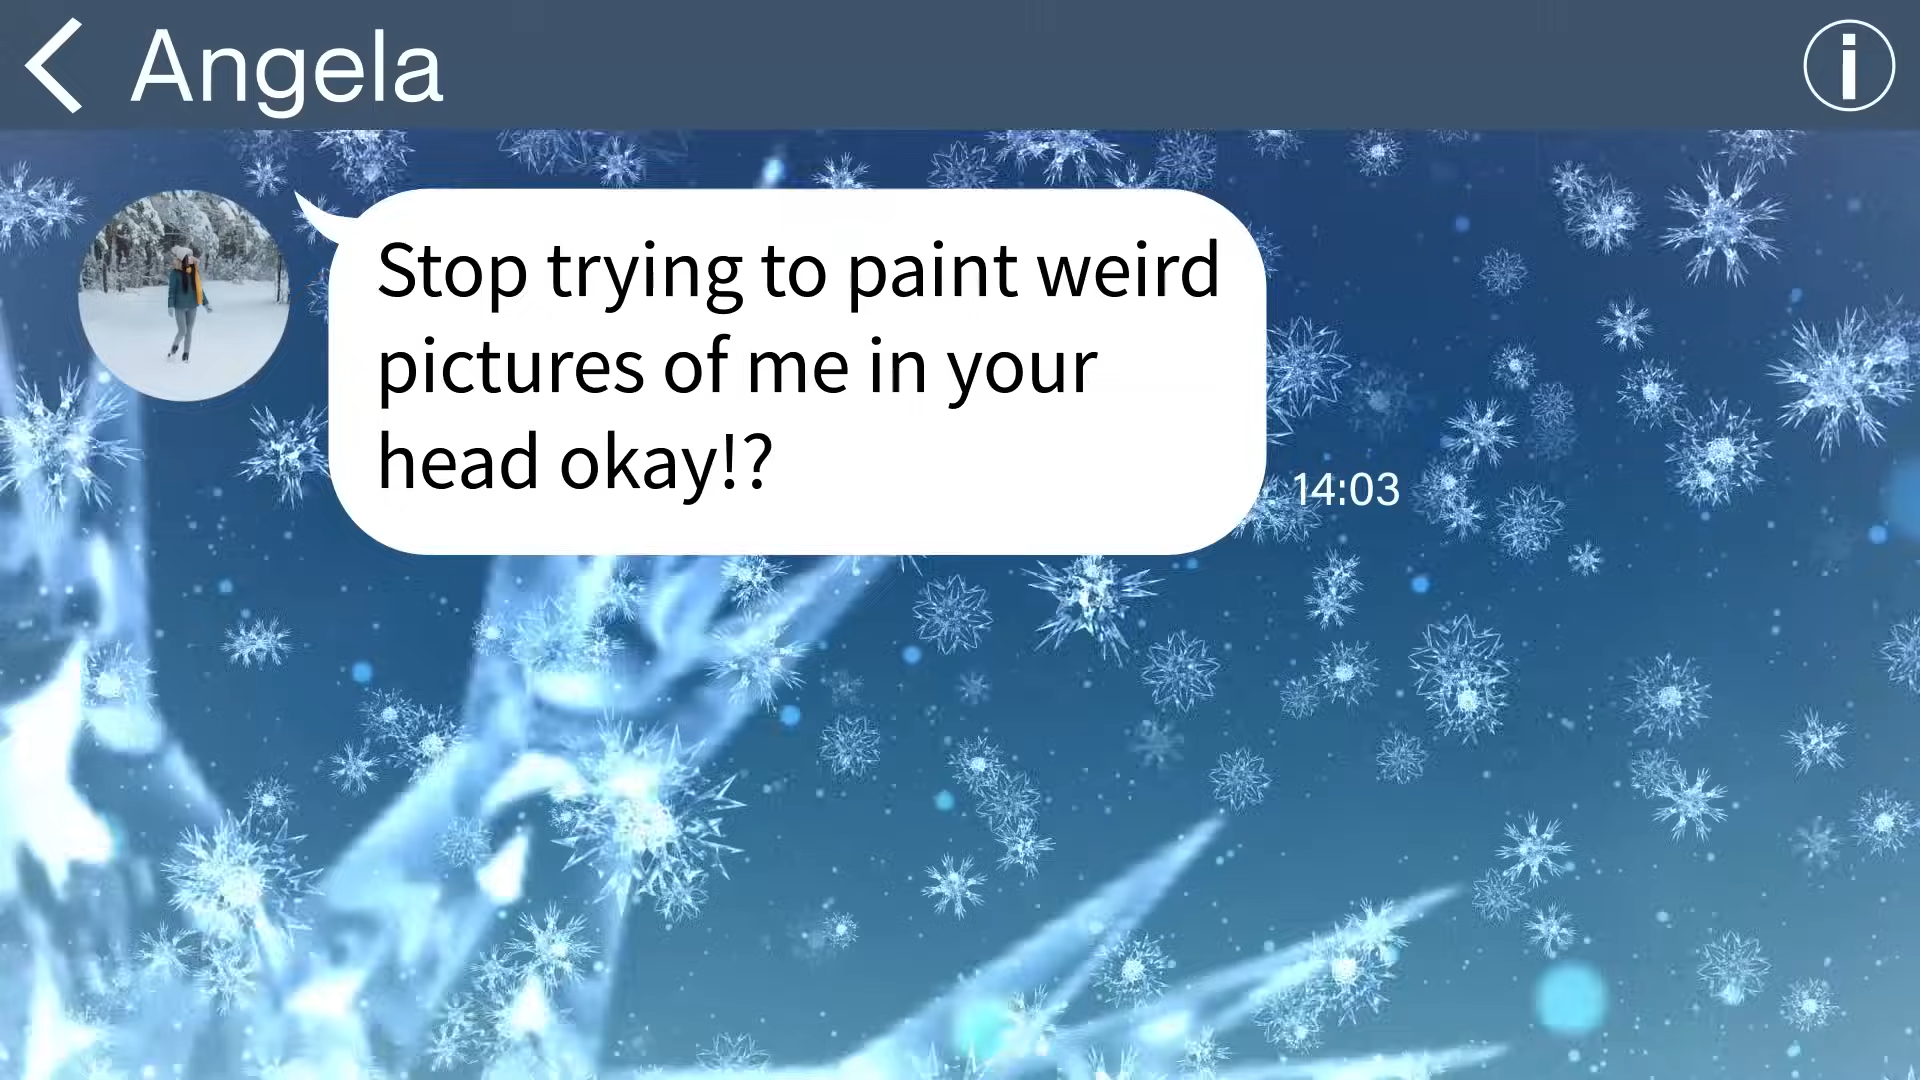 Angela
Stop trying to paint weird
pictures of me in your
head okay!?
14:03